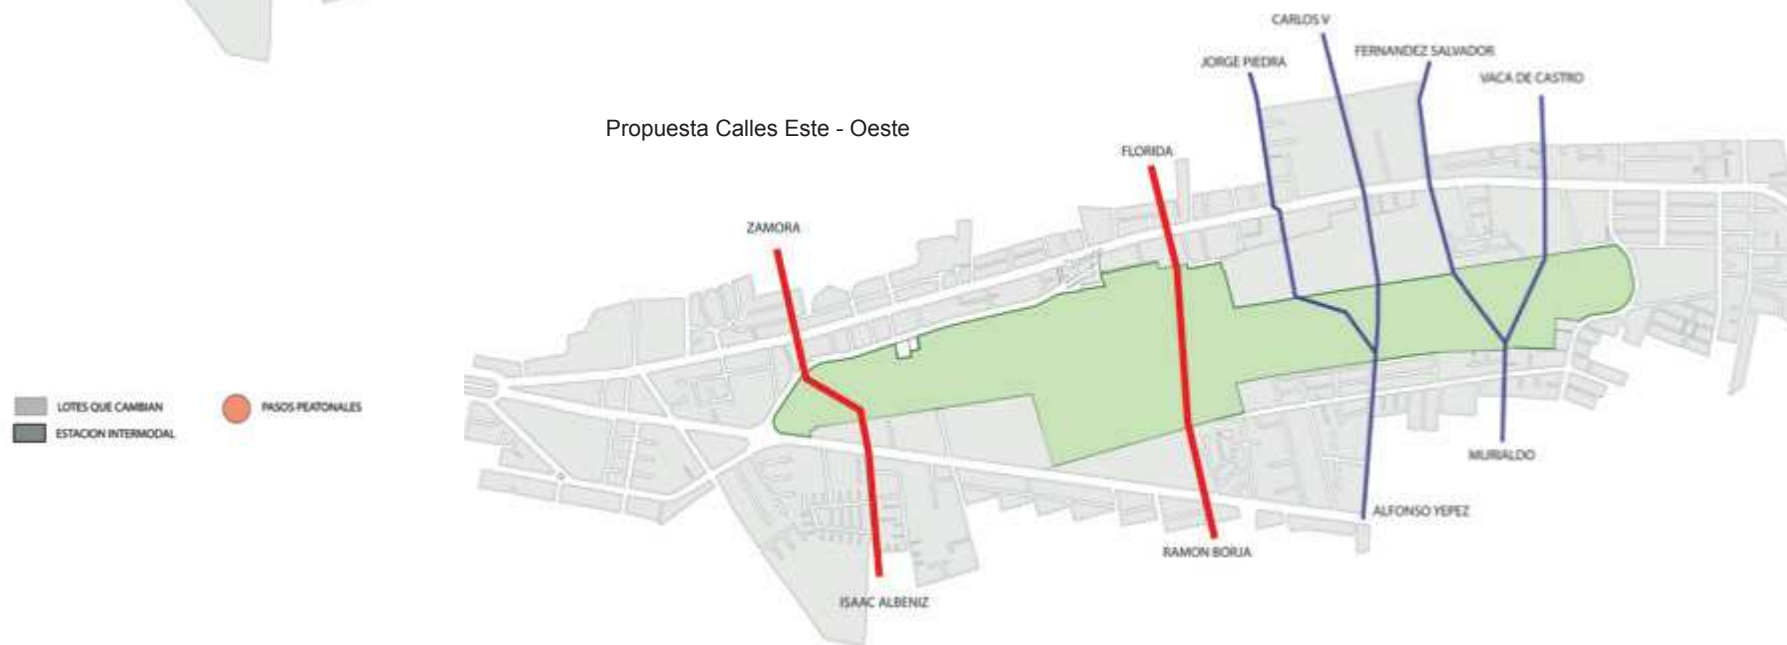 CARLOS V
FERNANDEZ SALVADOR
JORGE PIEDRA
VACA DE CASTRO
Propuesta Calles Este - Oeste
FLORIDA
ZAMORA
LOTES QUE CAMBIAN
PASOS PEATONALES
ESTACION INTERMODAL
MURIALDO
ALFONSO YEPEZ
RAMON BORJA
ISAAC ALBENIZ